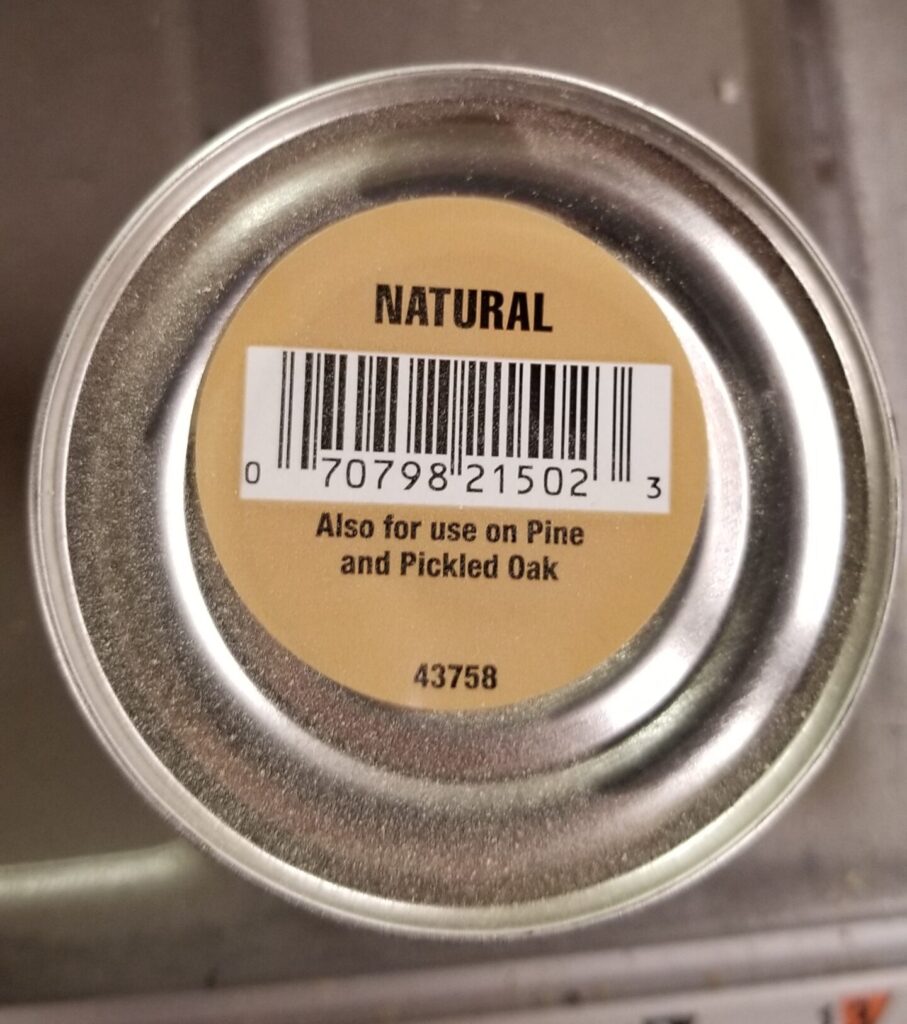 NATURAL
0 70798 21502 3
Also for use on Pine
and Pickled Oak
43758